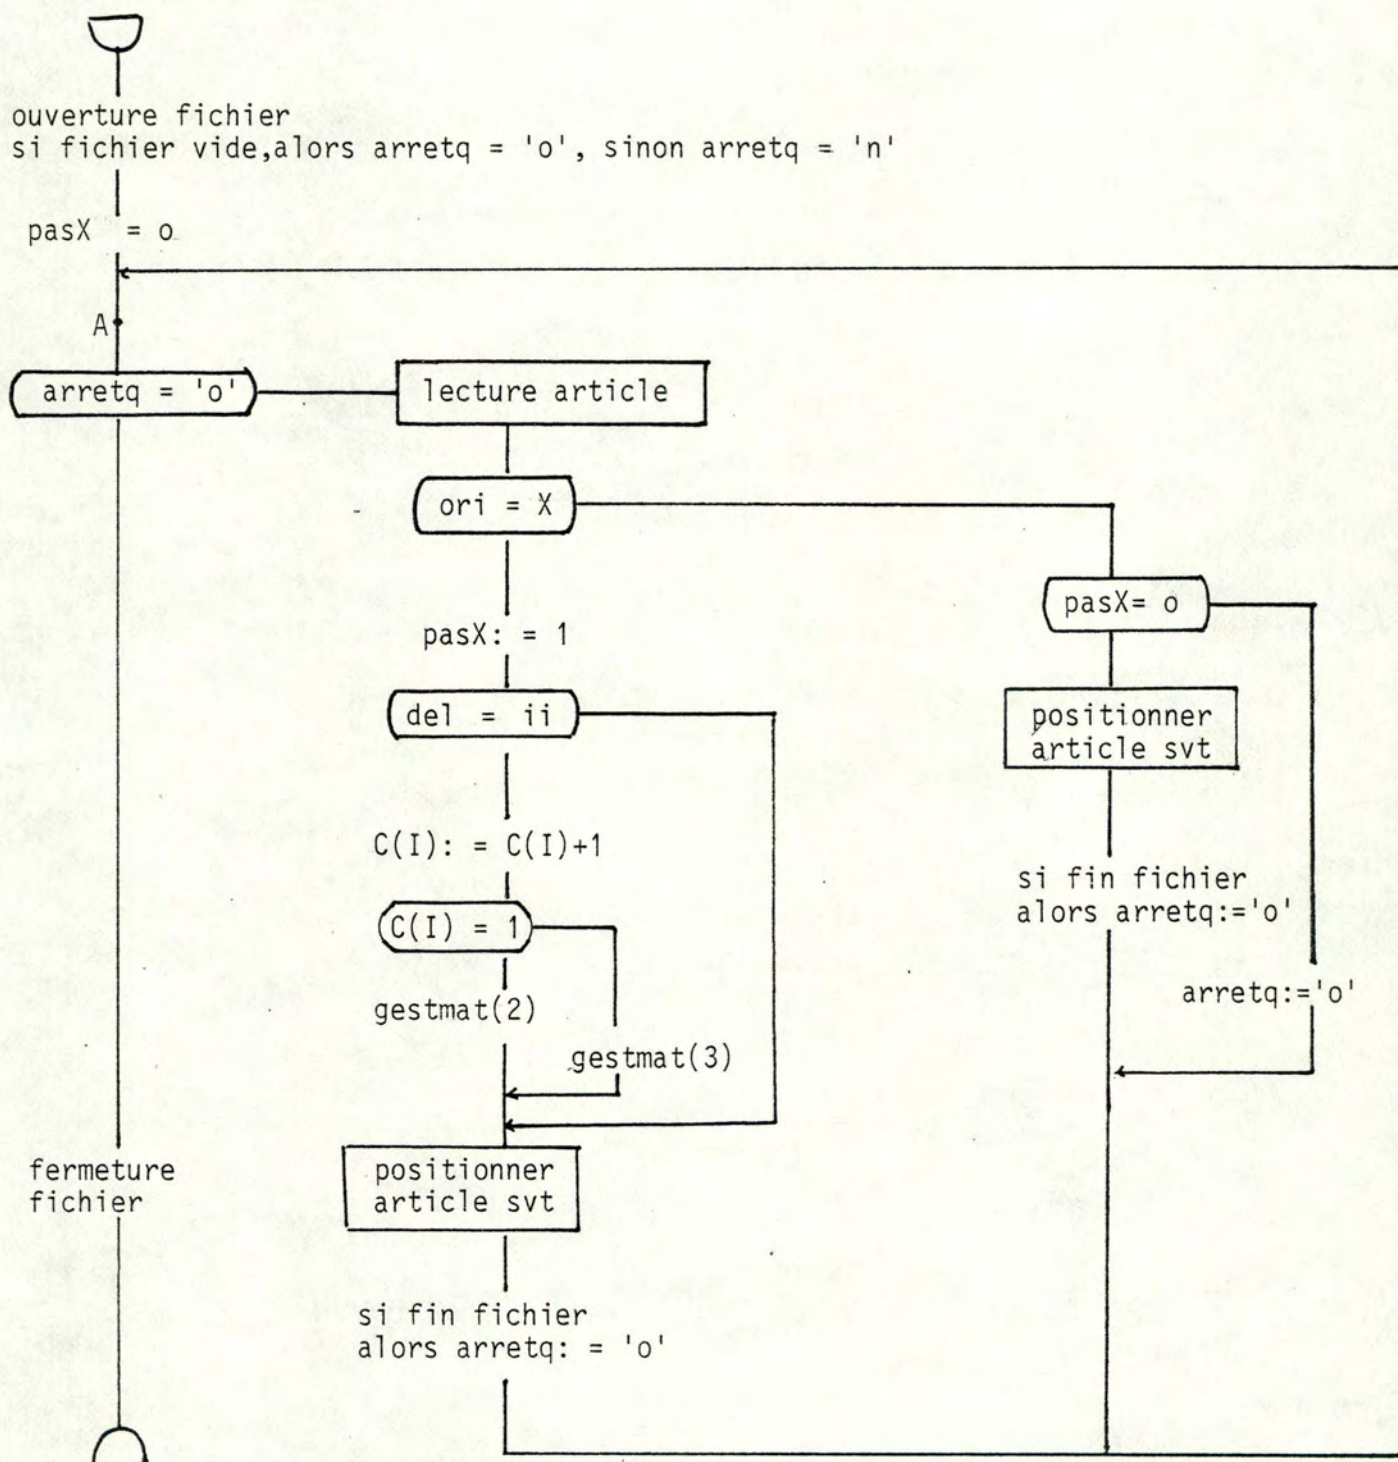 ouverture fichier
si fichier vide,alors arretq = 'o', sinon arretq = 'n'
pasX = o
A
arretq = 'o'
lecture article
ori = X
pasX= o
pasX: = 1
del = ii
positionner
article svt
C(I): = C(I)+1
si fin fichier
alors arretq:='o'
C(I) = 1
arretq:='o'
gestmat(2)
gestmat(3)
fermeture
fichier
positionner
article svt
si fin fichier
alors arretq: = 'o'